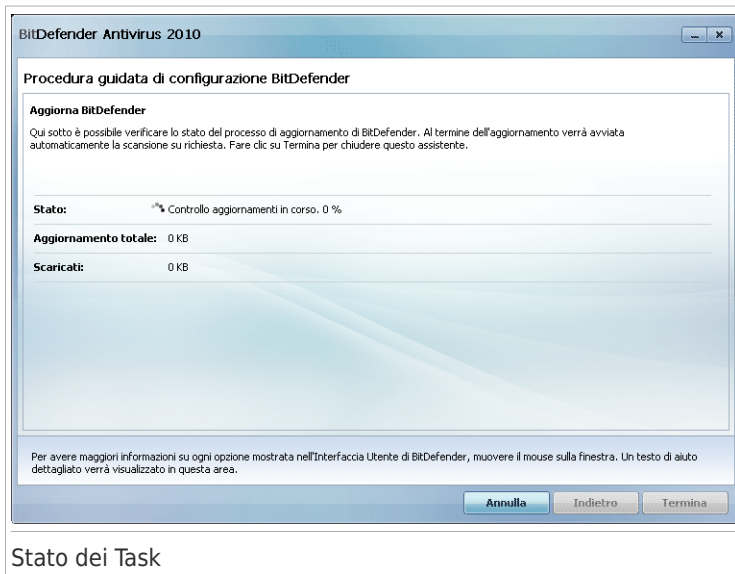 BitDefender Antivirus 2010
Procedura guidata di configurazione BitDefender
Aggiorna BitDefender
Qui sotto è possibile verificare lo stato del processo di aggiornamento di BitDefender. Al termine dell'aggiornamento verrà avviata
automaticamente la scansione su richiesta. Fare clic su Termina per chiudere questo assistente.
Stato: Controllo aggiornamenti in corso. 0 %
Aggiornamento totale: 0 KB
Scaricati: 0 KB
Per avere maggiori informazioni su ogni opzione mostrata nell'Interfaccia Utente di BitDefender, muovere il mouse sulla finestra. Un testo di aiuto
dettagliato verrà visualizzato in questa area.
Annulla Indietro Termina
Stato dei Task